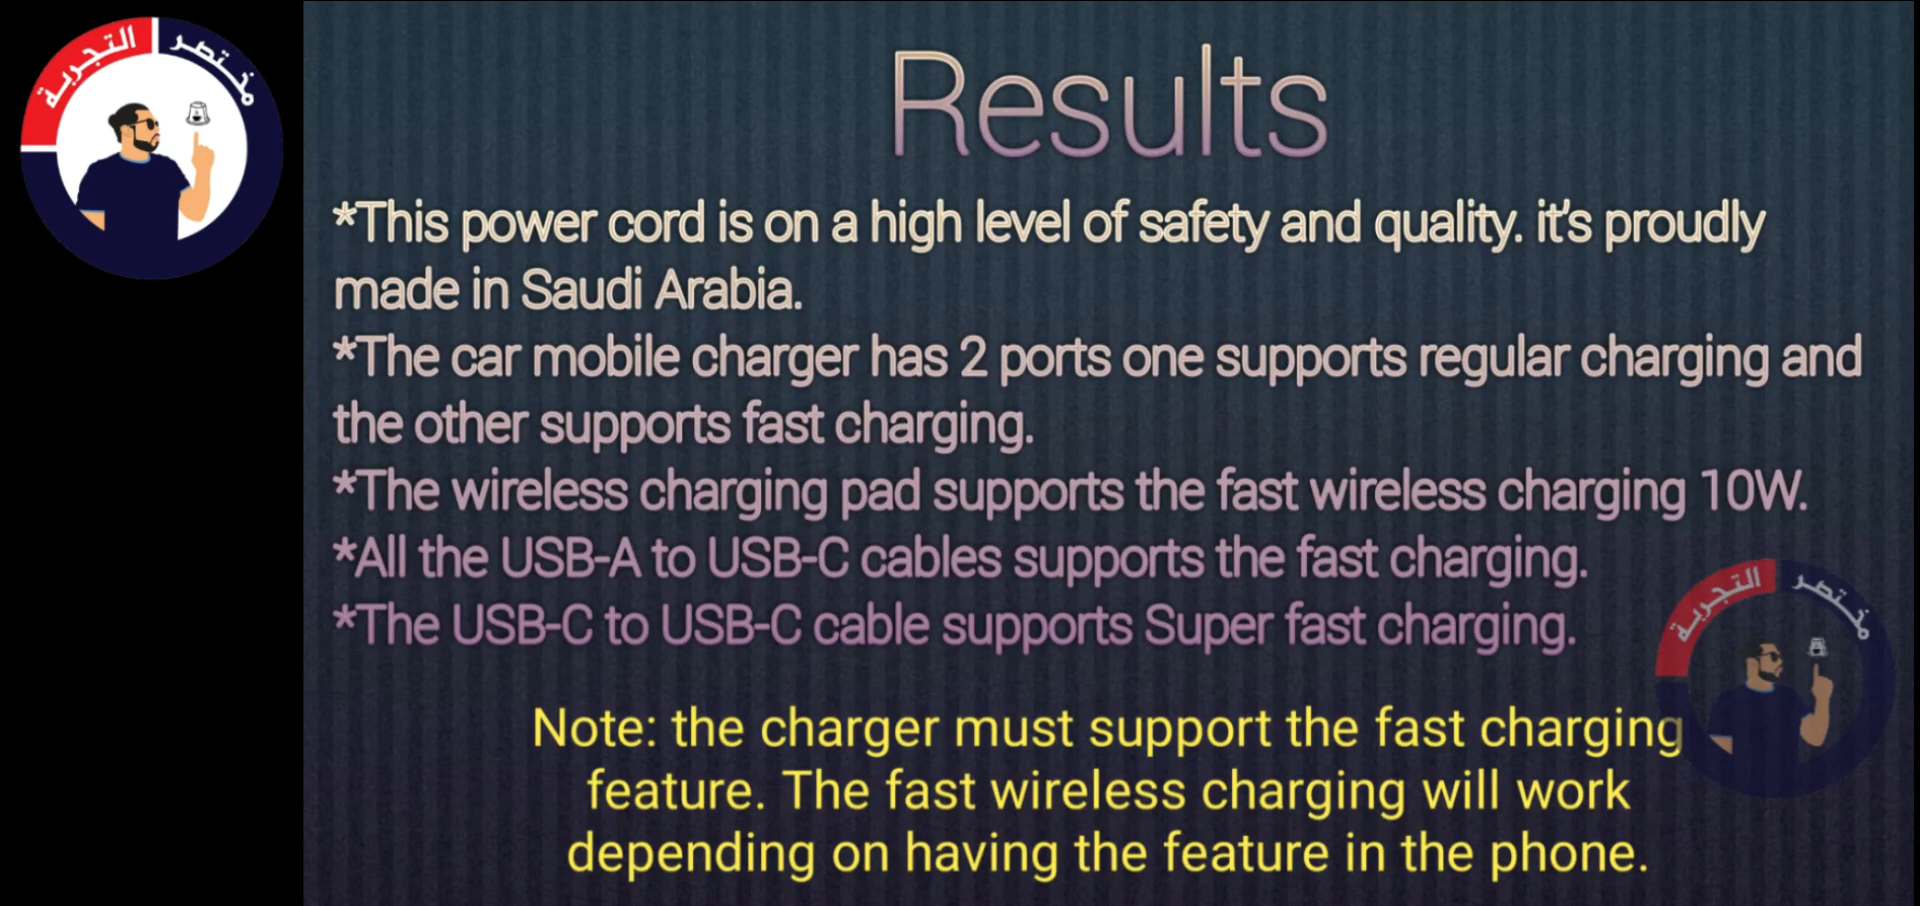 مختصر التجربة
Results
*This power cord is on a high level of safety and quality. it's proudly
made in Saudi Arabia.
*The car mobile charger has 2 ports one supports regular charging and
the other supports fast charging.
*The wireless charging pad supports the fast wireless charging 10W.
*All the USB-A to USB-C cables supports the fast charging.
*The USB-C to USB-C cable supports Super fast charging.
مختصر التجربة
Note: the charger must support the fast charging
feature. The fast wireless charging will work
depending on having the feature in the phone.